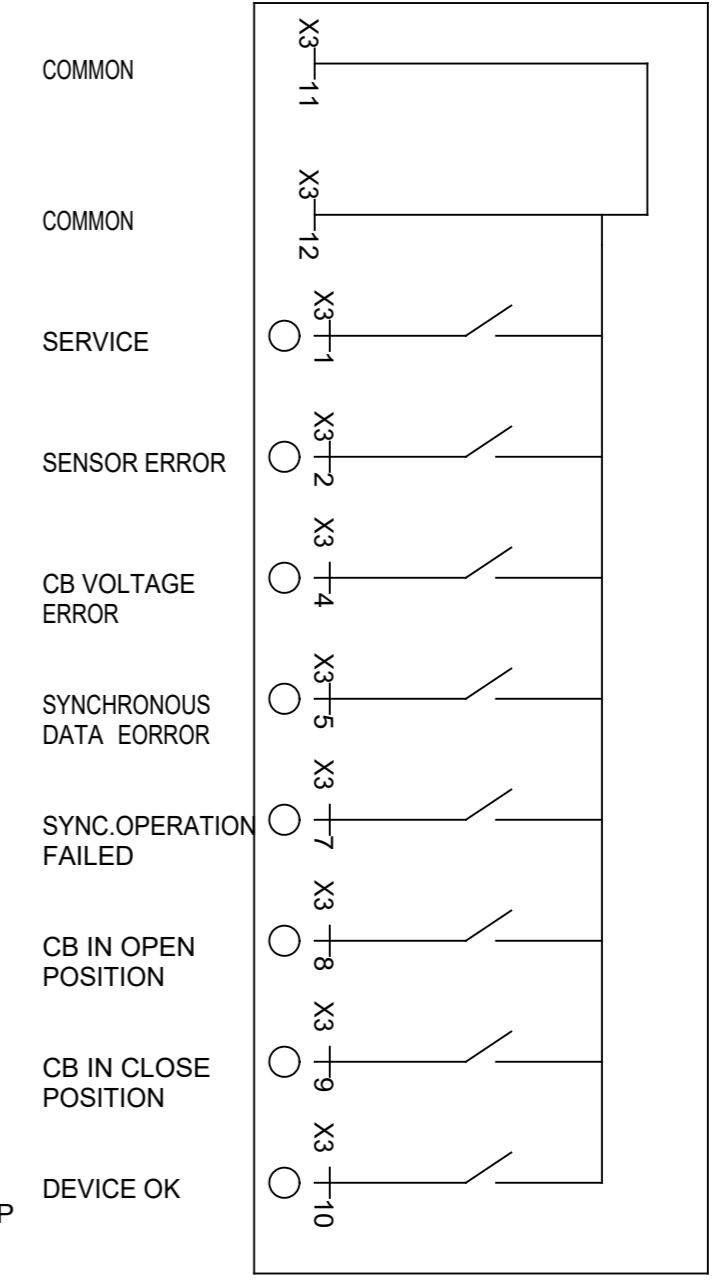 COMMON
X3
11
COMMON
X3
12
SERVICE
X3
1
SENSOR ERROR
X3
2
CB VOLTAGE
ERROR
X3
4
SYNCHRONOUS
DATA EORROR
X3
5
SYNC.OPERATION
FAILED
X3
7
CB IN OPEN
POSITION
X3
8
CB IN CLOSE
POSITION
X3
9
DEVICE OK
X3
10
P